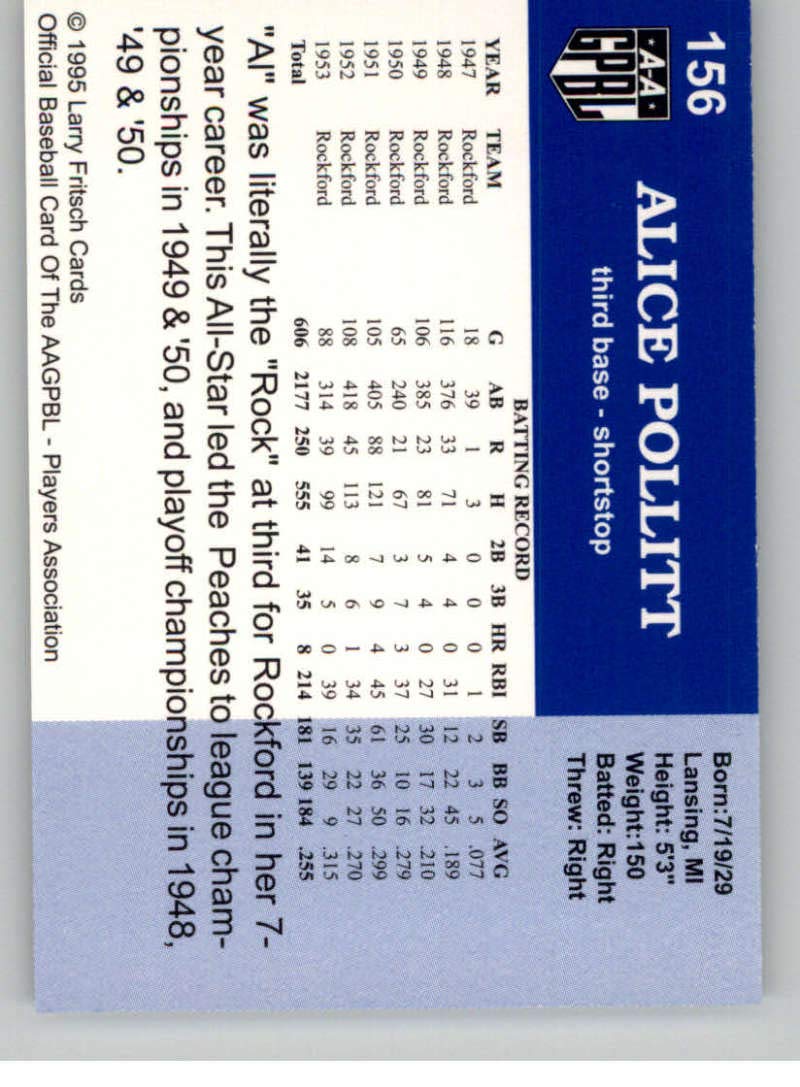 156
A-A
GPBL
ALICE POLLITT
third base - shortstop
Born:7/19/29
Lansing, MI
Height: 5'3"
Weight:150
Batted: Right
Threw: Right
BATTING RECORD
YEAR TEAM G AB R H 2B 3B HR RBI SB BB SO AVG
1947 Rockford 18 39 1 3 0 0 0 1 2 3 5 .077
1948 Rockford 116 376 33 71 4 4 0 31 12 22 45 .189
1949 Rockford 106 385 23 81 5 4 0 27 30 17 32 .210
1950 Rockford 65 240 21 67 3 7 3 37 25 10 16 .279
1951 Rockford 105 405 88 121 7 9 4 45 61 36 50 .299
1952 Rockford 108 418 45 113 8 6 1 34 35 22 27 .270
1953 Rockford 88 314 39 99 14 5 0 39 16 29 9 .315
Total 606 2177 250 555 41 35 8 214 181 139 184 .255
"Al" was literally the "Rock" at third for Rockford in her 7-
year career. This All-Star led the Peaches to league cham-
pionships in 1949 & '50, and playoff championships in 1948,
'49 & '50.
© 1995 Larry Fritsch Cards
Official Baseball Card Of The AAGPBL - Players Association